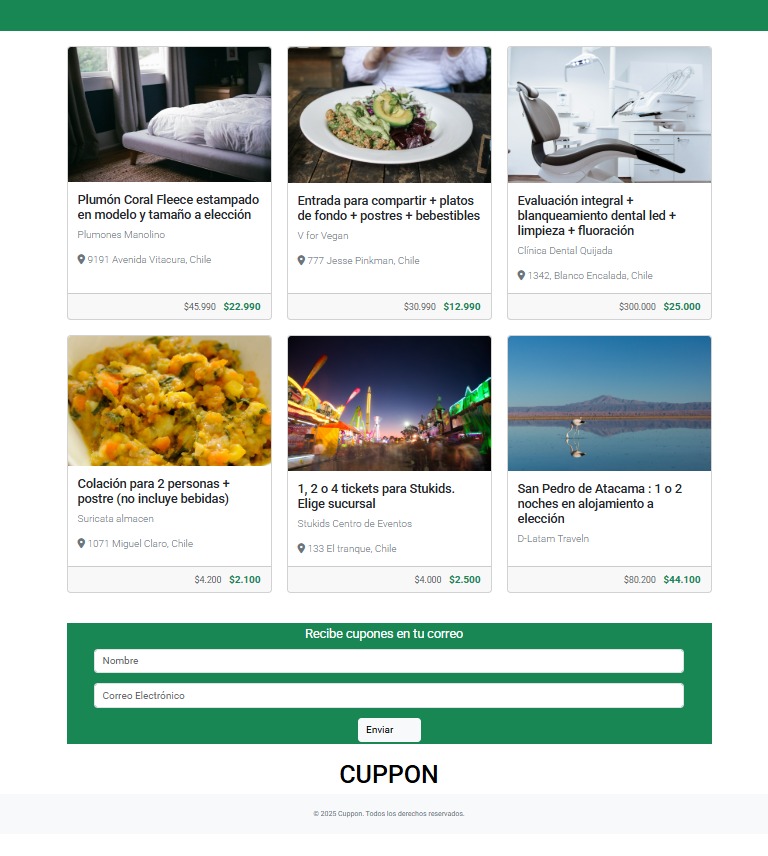 Plumón Coral Fleece estampado
en modelo y tamaño a elección
Plumones Manolino
9191 Avenida Vitacura, Chile
$45.990 $22.990
Entrada para compartir + platos
de fondo + postres + bebestibles
V for Vegan
777 Jesse Pinkman, Chile
$30.990 $12.990
Evaluación integral +
blanqueamiento dental led +
limpieza + fluoración
Clínica Dental Quijada
1342, Blanco Encalada, Chile
$300.000 $25.000
Colación para 2 personas +
postre (no incluye bebidas)
Suricata almacen
1071 Miguel Claro, Chile
$4.200 $2.100
1, 2 o 4 tickets para Stukids.
Elige sucursal
Stukids Centro de Eventos
133 El tranque, Chile
$4.000 $2.500
San Pedro de Atacama : 1 o 2
noches en alojamiento a
elección
D-Latam Traveln
$80.200 $44.100
Recibe cupones en tu correo
Nombre
Correo Electrónico
Enviar
CUPPON
© 2025 Cuppon. Todos los derechos reservados.